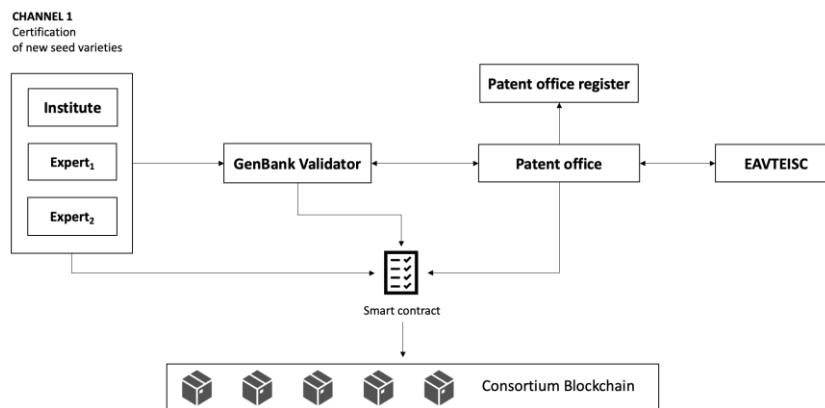 CHANNEL 1
Certification
of new seed varieties
Institute
Expert₁
Expert₂
GenBank Validator
Patent office register
Patent office
EAVTEISC
Smart contract
Consortium Blockchain